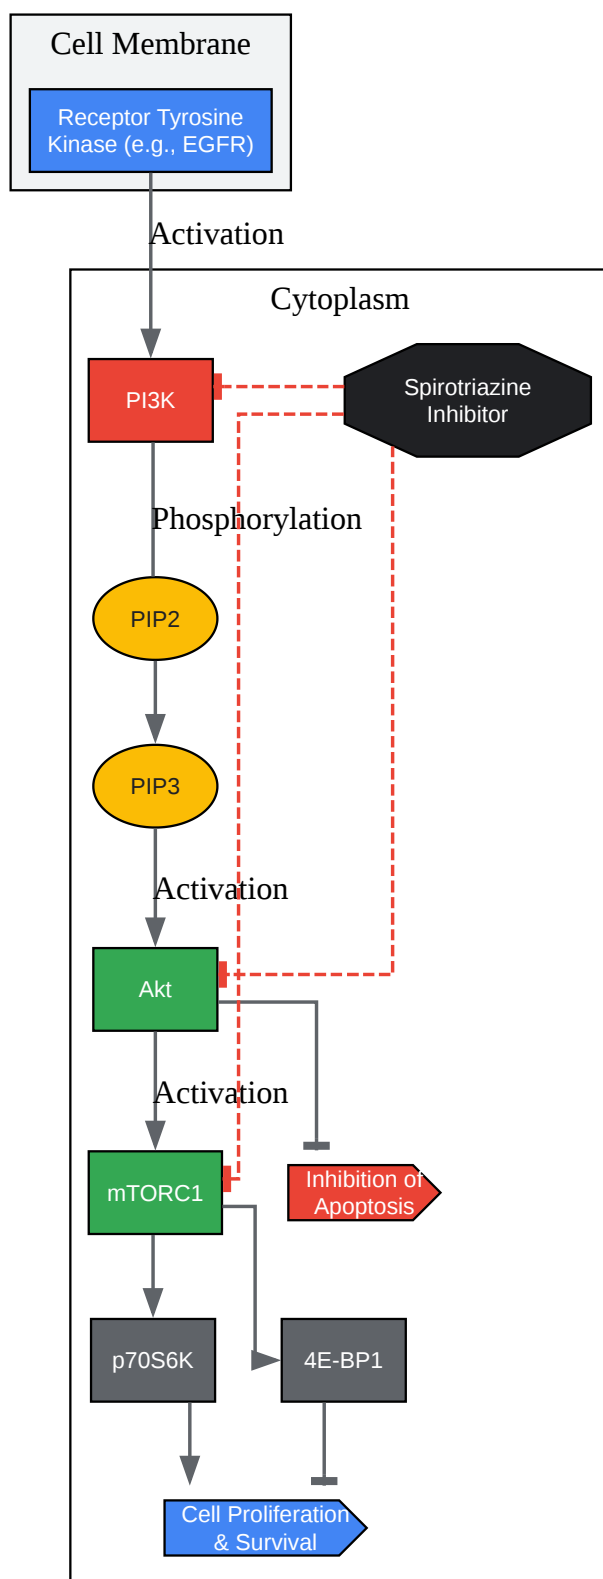 Cell Membrane
Receptor Tyrosine
Kinase (e.g., EGFR)
Activation
Cytoplasm
PI3K
Spirotriazine
Inhibitor
Phosphorylation
PIP2
PIP3
Activation
Akt
Activation
mTORC1
Inhibition of
Apoptosis
p70S6K
4E-BP1
Cell Proliferation
& Survival